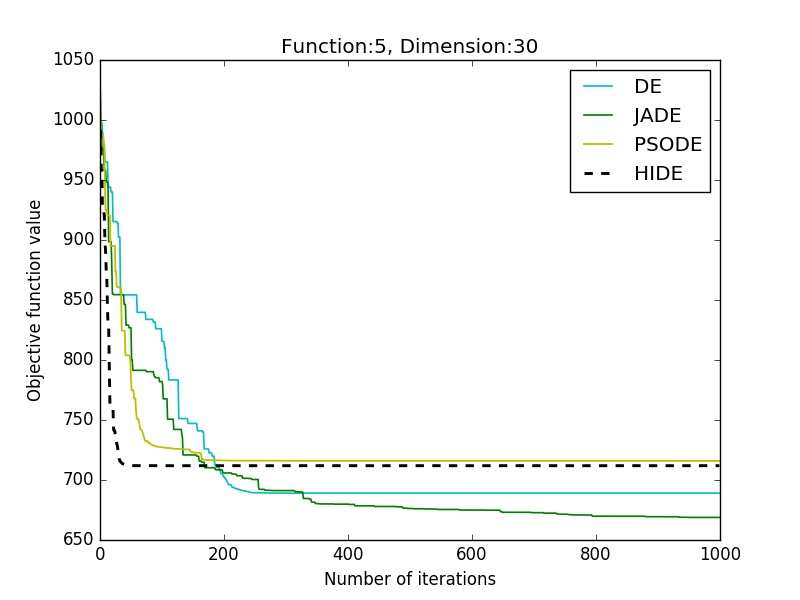 Function:5, Dimension:30
1050
1000
950
900
850
800
750
700
650
Objective function value
DE
JADE
PSODE
HIDE
0
200
400
600
800
1000
Number of iterations